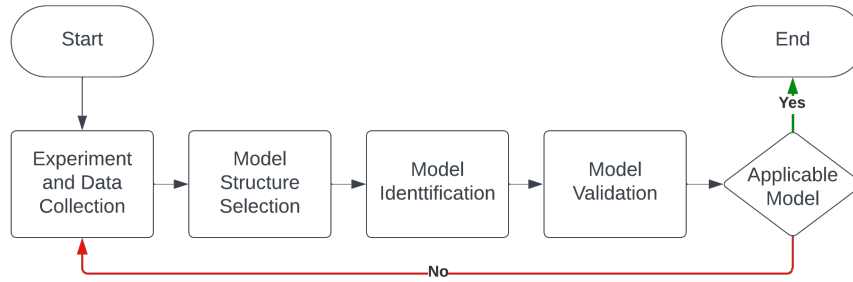 Start
End
Yes
Experiment
and Data
Collection
Model
Structure
Selection
Model
Identtification
Model
Validation
Applicable
Model
No